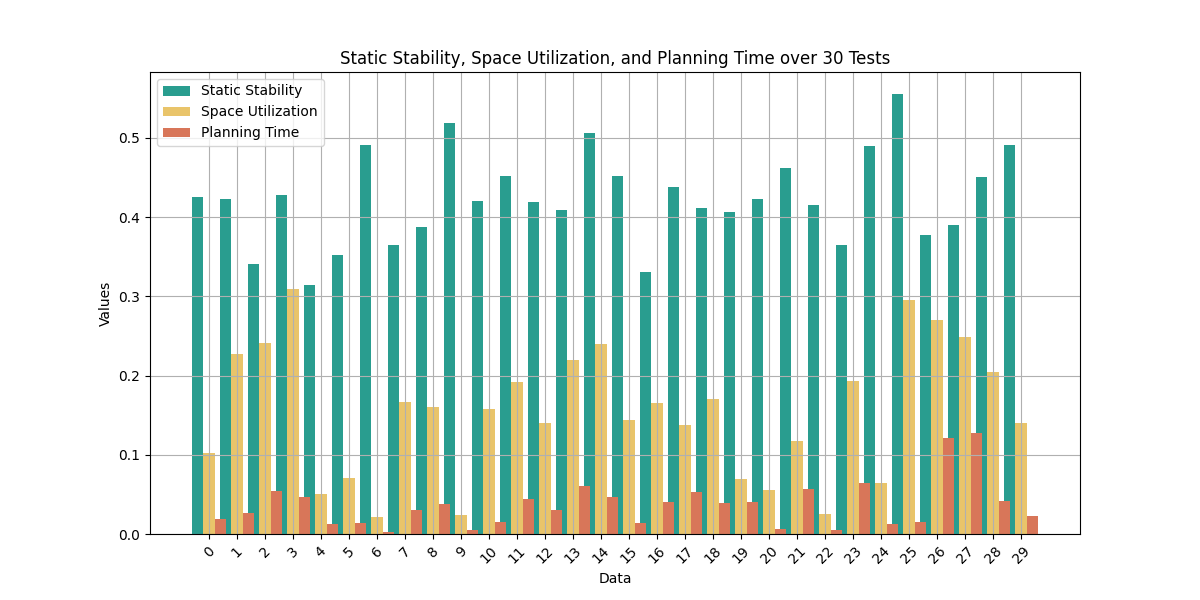 Static Stability, Space Utilization, and Planning Time over 30 Tests
Static Stability
Space Utilization
Planning Time
Values
0.5
0.4
0.3
0.2
0.1
0.0
0 1 2 3 4 5 6 7 8 9 10 11 12 13 14 15 16 17 18 19 20 21 22 23 24 25 26 27 28 29
Data